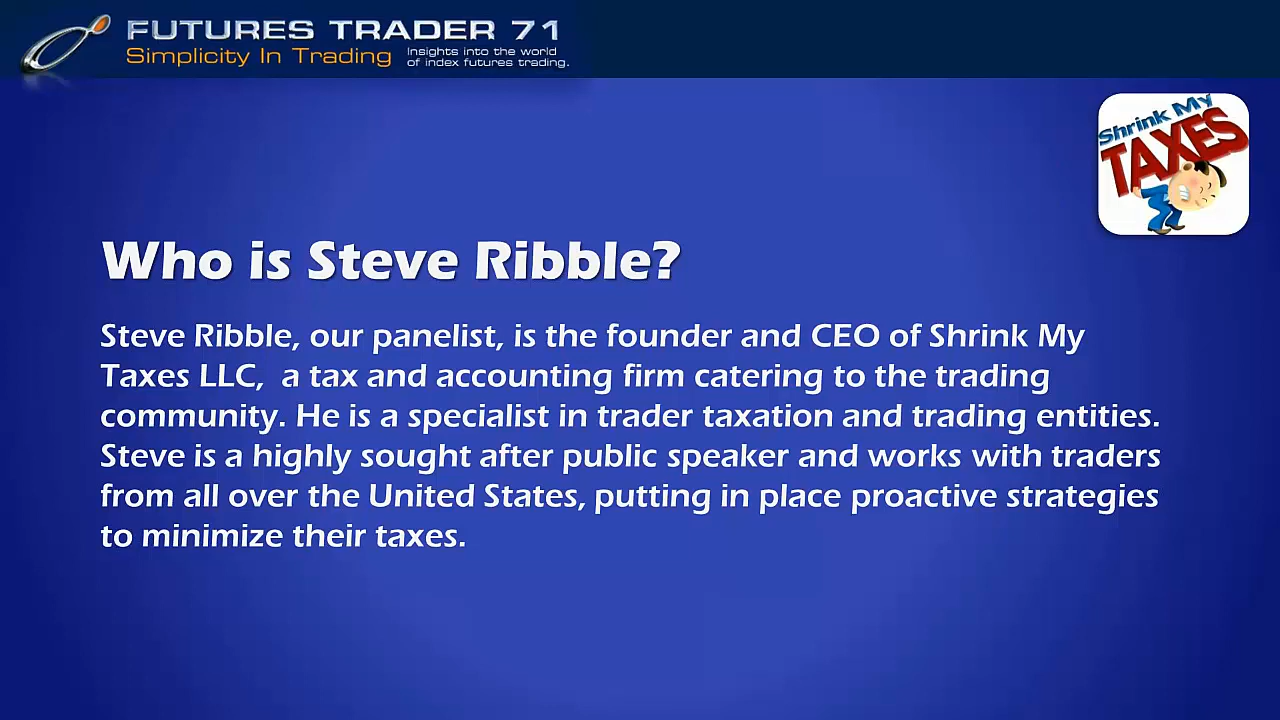 FUTURES TRADER 71
Simplicity In Trading
Insights into the world
of index futures trading.
Shrink My
TAXES
Who is Steve Ribble?
Steve Ribble, our panelist, is the founder and CEO of Shrink My
Taxes LLC,  a tax and accounting firm catering to the trading
community. He is a specialist in trader taxation and trading entities.
Steve is a highly sought after public speaker and works with traders
from all over the United States, putting in place proactive strategies
to minimize their taxes.